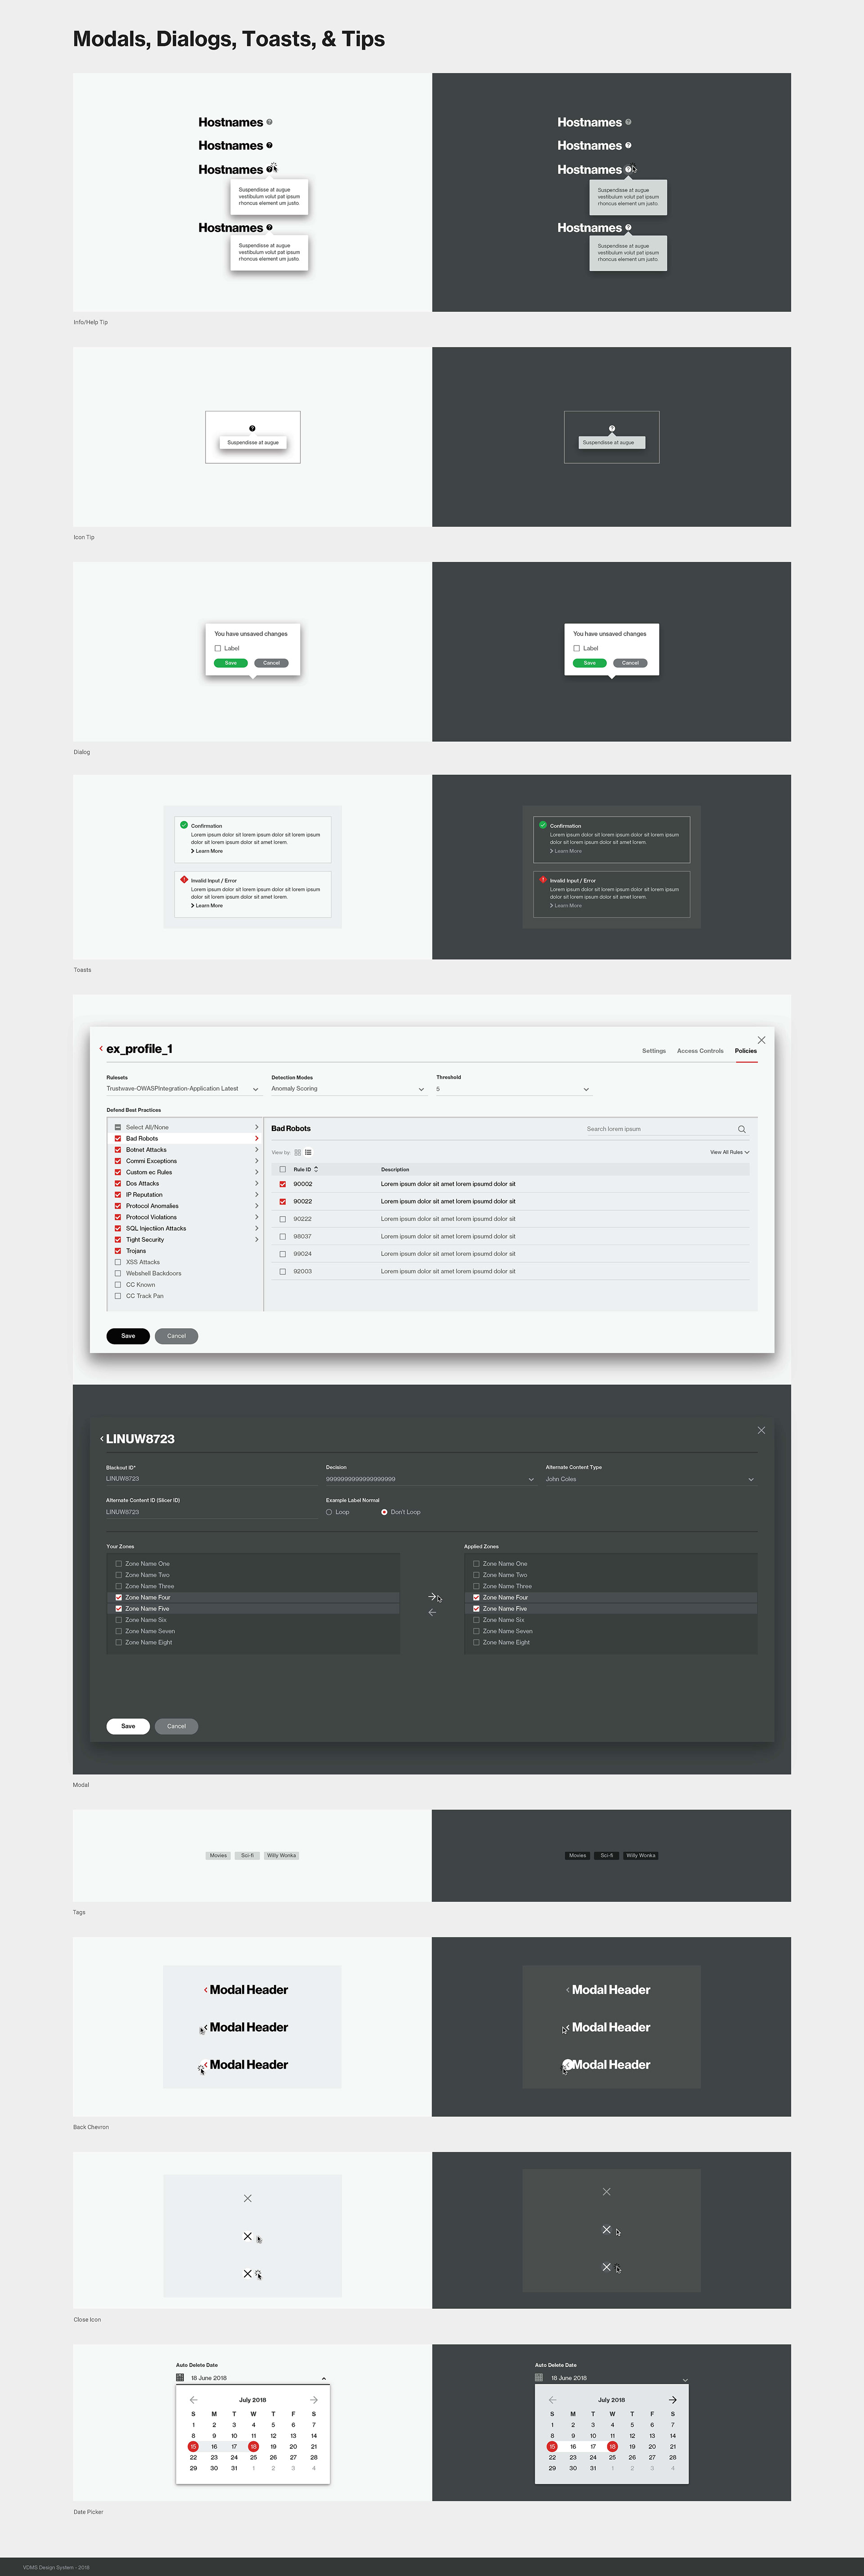 Modals, Dialogs, Toasts, & Tips
Hostnames
Hostnames
Hostnames
Suspendisse at augue
vestibulum volut pat ipsum
rhoncus element um justo.
Hostnames
Suspendisse at augue
vestibulum volut pat ipsum
rhoncus element um justo.
Hostnames
Hostnames
Hostnames
Suspendisse at augue
vestibulum volut pat ipsum
rhoncus element um justo.
Hostnames
Suspendisse at augue
vestibulum volut pat ipsum
rhoncus element um justo.
Info/Help Tip
Suspendisse at augue
Suspendisse at augue
Icon Tip
You have unsaved changes
Label
Save Cancel
You have unsaved changes
Label
Save Cancel
Dialog
Confirmation
Lorem ipsum dolor sit lorem ipsum dolor sit lorem ipsum
dolor sit lorem ipsum dolor sit amet lorem.
Learn More
Invalid Input / Error
Lorem ipsum dolor sit lorem ipsum dolor sit lorem ipsum
dolor sit lorem ipsum dolor sit amet lorem.
Learn More
Confirmation
Lorem ipsum dolor sit lorem ipsum dolor sit lorem ipsum
dolor sit lorem ipsum dolor sit amet lorem.
Learn More
Invalid Input / Error
Lorem ipsum dolor sit lorem ipsum dolor sit lorem ipsum
dolor sit lorem ipsum dolor sit amet lorem.
Learn More
Toasts
ex_profile_1
Settings Access Controls Policies
Rulesets Detection Modes Threshold
Trustwave-OWASPIntegration-Application Latest Anomaly Scoring 5
Defend Best Practices
Select All/None
Bad Robots
Botnet Attacks
Commi Exceptions
Custom ec Rules
Dos Attacks
IP Reputation
Protocol Anomalies
Protocol Violations
SQL Injectiion Attacks
Tight Security
Trojans
XSS Attacks
Webshell Backdoors
CC Known
CC Track Pan
Bad Robots Search lorem ipsum
View by: View All Rules
Rule ID Description
90002 Lorem ipsum dolor sit amet lorem ipsumd dolor sit
90022 Lorem ipsum dolor sit amet lorem ipsumd dolor sit
90222 Lorem ipsum dolor sit amet lorem ipsumd dolor sit
98037 Lorem ipsum dolor sit amet lorem ipsumd dolor sit
99024 Lorem ipsum dolor sit amet lorem ipsumd dolor sit
92003 Lorem ipsum dolor sit amet lorem ipsumd dolor sit
Save Cancel
LINUW8723
Blackout ID* Decision Alternate Content Type
LINUW8723 John Coles
Alternate Content ID (Silcer ID) Example Label Normal
LINUW8723 Loop Don't Loop
Your Zones
Zone Name One
Zone Name Two
Zone Name Three
Zone Name Four
Zone Name Five
Zone Name Six
Zone Name Seven
Zone Name Eight
Applied Zones
Zone Name One
Zone Name Two
Zone Name Three
Zone Name Four
Zone Name Five
Zone Name Six
Zone Name Seven
Zone Name Eight
Save Cancel
Modal
Movies Sci-fi Willy Wonka
Movies Sci-fi Willy Wonka
Tags
Modal Header
Modal Header
Modal Header
Modal Header
Modal Header
Modal Header
Back Chevron
Close Icon
Auto Delete Date
18 June 2018
July 2018
S M T W T F S
1 2 3 4 5 6 7
8 9 10 11 12 13 14
15 16 17 18 19 20 21
22 23 24 25 26 27 28
29 30 31 1 2 3 4
Auto Delete Date
18 June 2018
July 2018
S M T W T F S
1 2 3 4 5 6 7
8 9 10 11 12 13 14
15 16 17 18 19 20 21
22 23 24 25 26 27 28
29 30 31 1 2 3 4
Date Picker
VDMS Design System - 2018